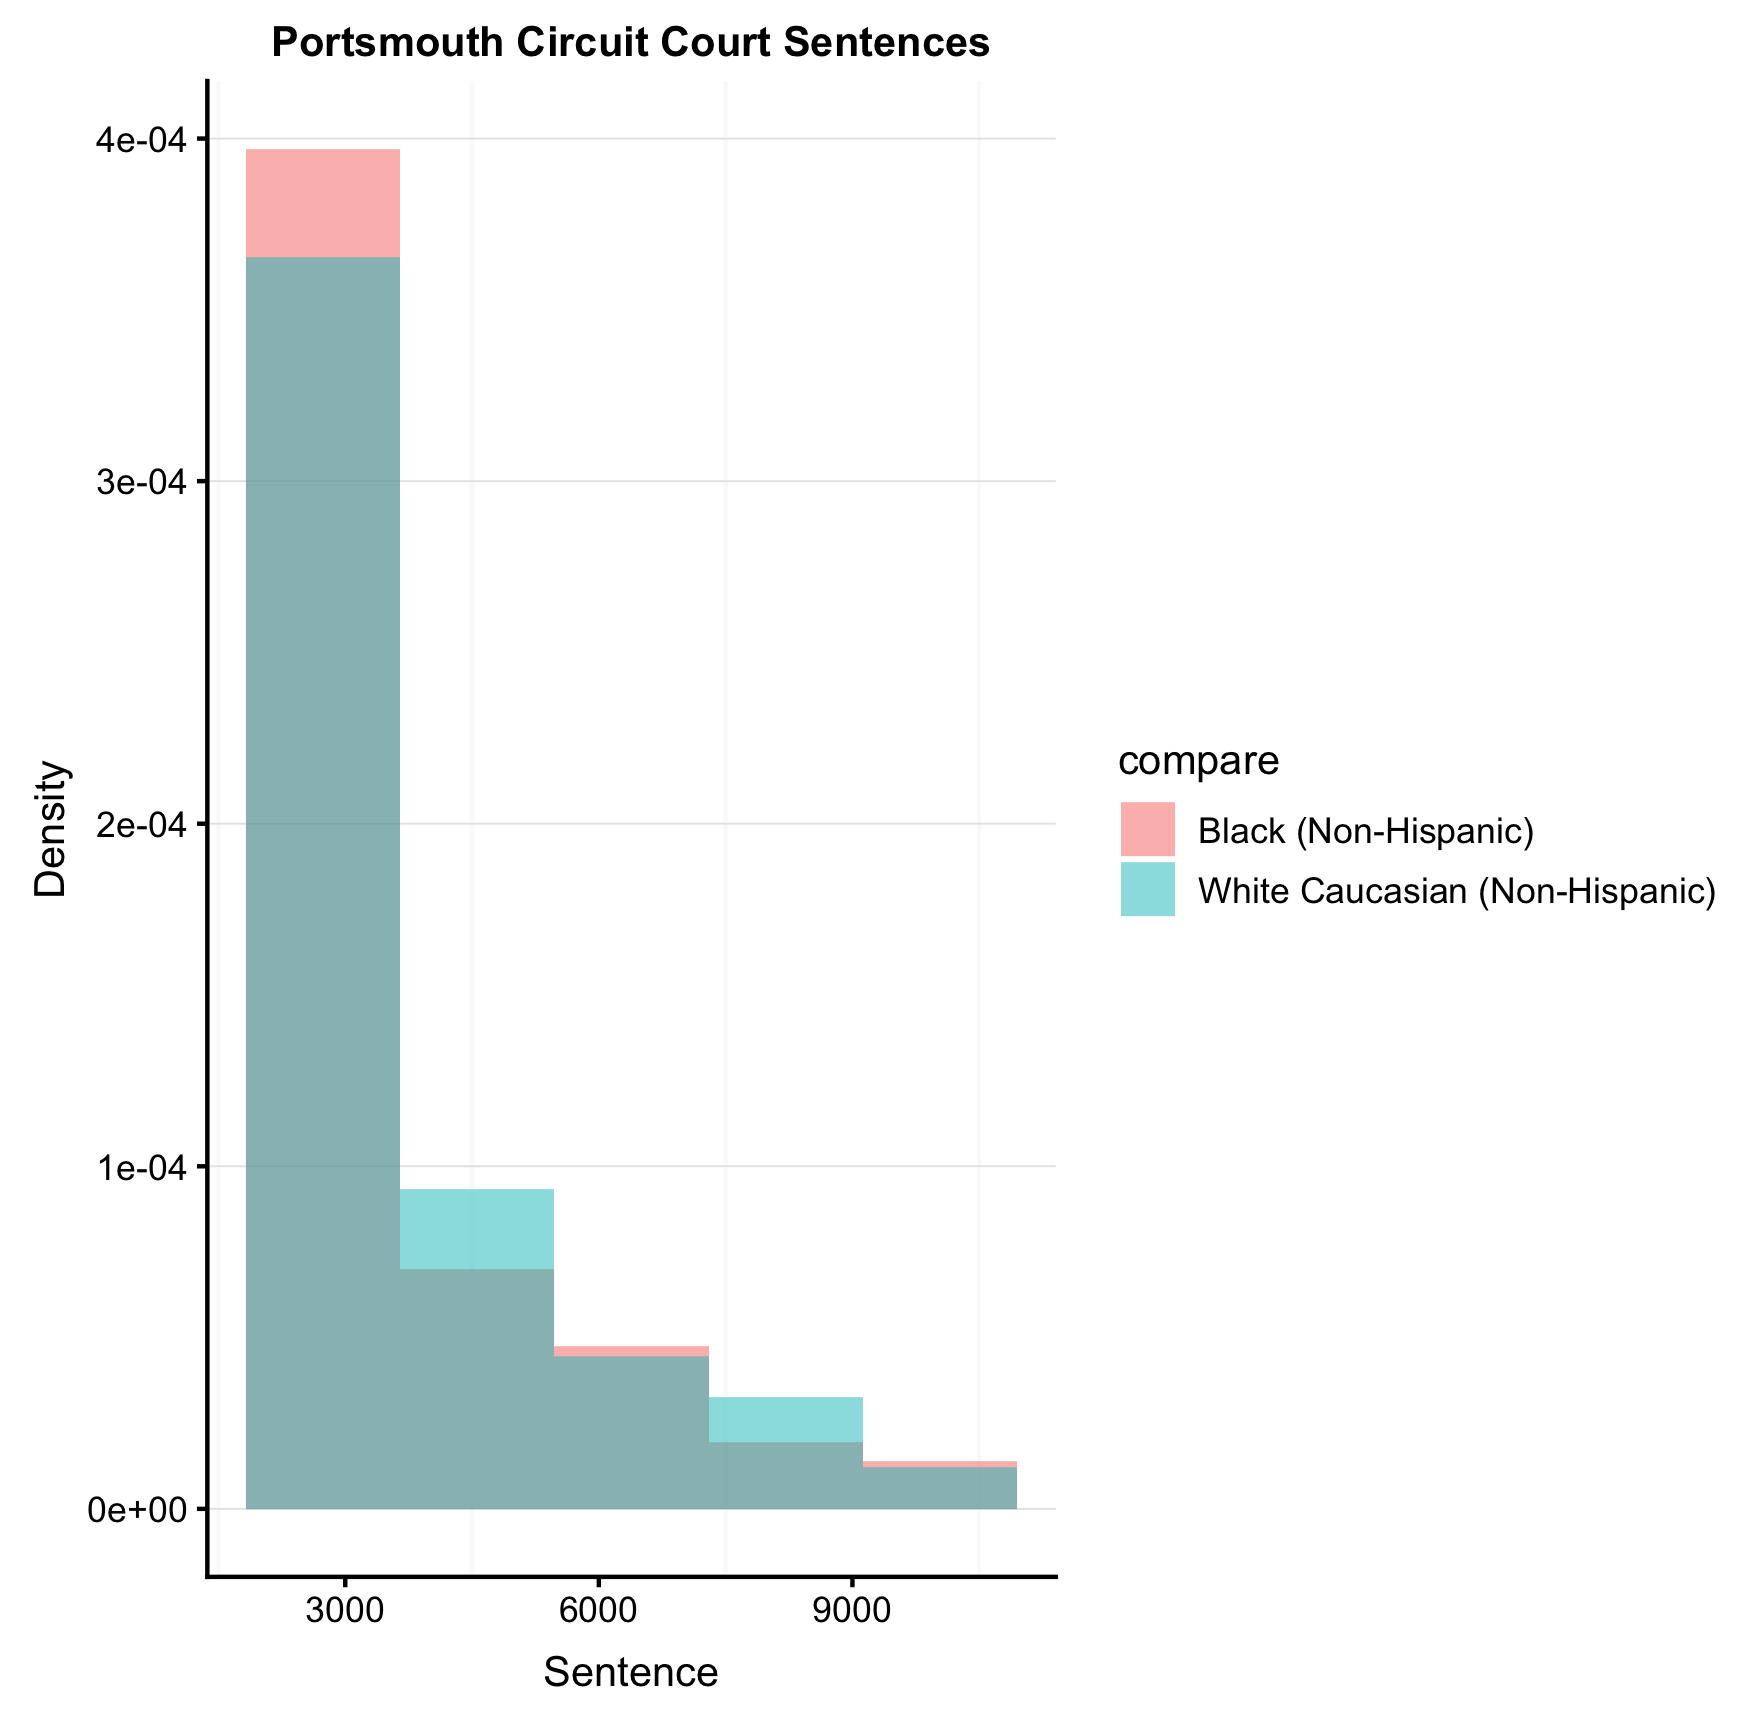 Portsmouth Circuit Court Sentences
4e-04
3e-04
2e-04
1e-04
0e+00
Density
3000 6000 9000
Sentence
compare
Black (Non-Hispanic)
White Caucasian (Non-Hispanic)